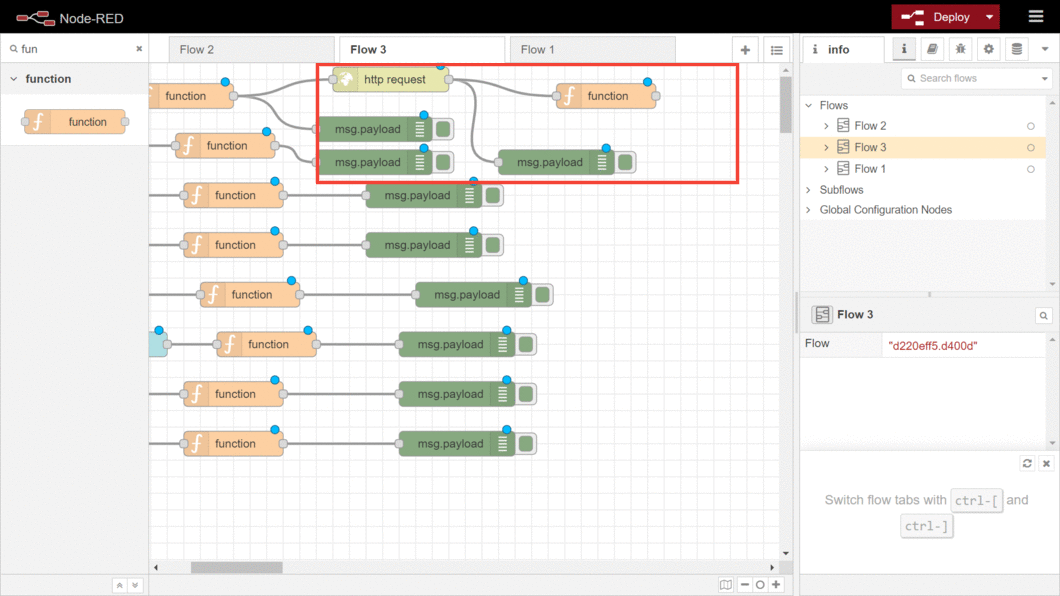 Node-RED
Deploy
fun
Flow 2
Flow 3
Flow 1
info
Search flows
function
function
Flows
Flow 2
Flow 3
Flow 1
Subflows
Global Configuration Nodes
http request
function
function
msg.payload
function
msg.payload
msg.payload
function
msg.payload
function
msg.payload
function
msg.payload
function
msg.payload
function
msg.payload
function
msg.payload
Flow 3
Flow
"d220eff5.d400d"
Switch flow tabs with ctrl-[ and
ctrl-]